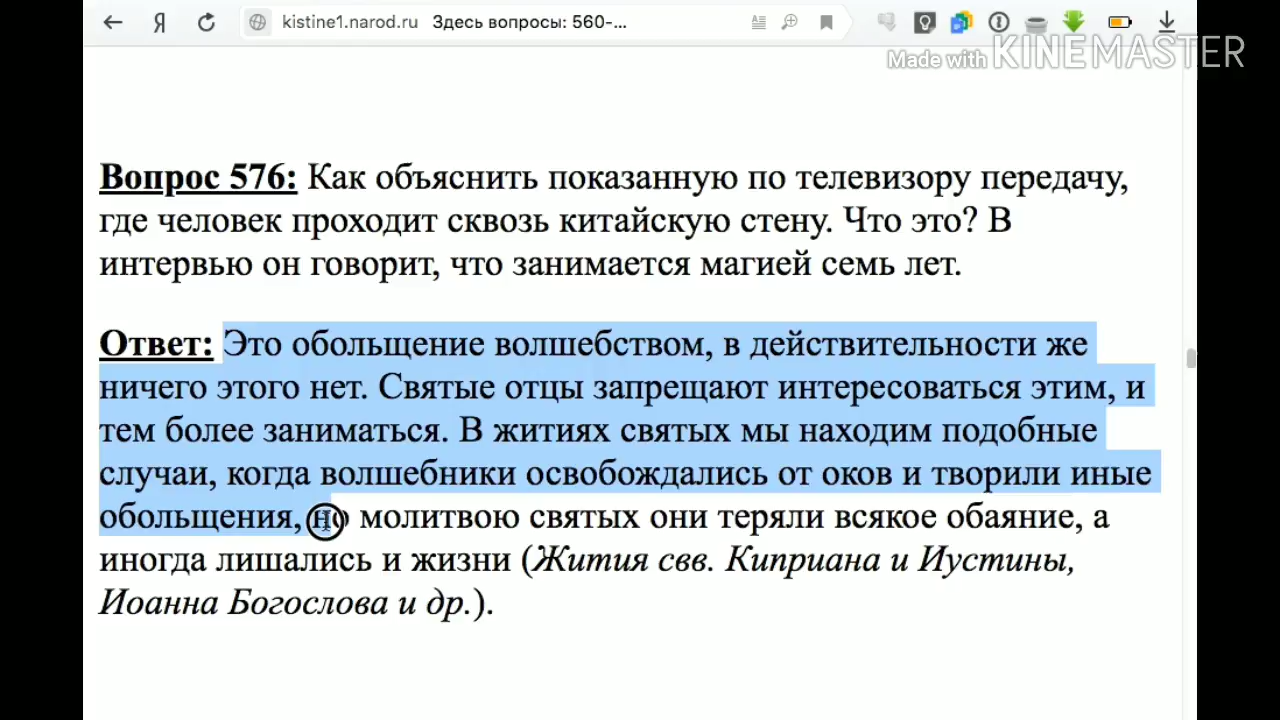 kistine1.narod.ru Здесь вопросы: 560-...
Made with KINEMASTER
Вопрос 576: Как объяснить показанную по телевизору передачу,
где человек проходит сквозь китайскую стену. Что это? В
интервью он говорит, что занимается магией семь лет.
Ответ: Это обольщение волшебством, в действительности же
ничего этого нет. Святые отцы запрещают интересоваться этим, и
тем более заниматься. В житиях святых мы находим подобные
случаи, когда волшебники освобождались от оков и творили иные
обольщения, но молитвою святых они теряли всякое обаяние, а
иногда лишались и жизни (Жития свв. Киприана и Иустины,
Иоанна Богослова и др.).